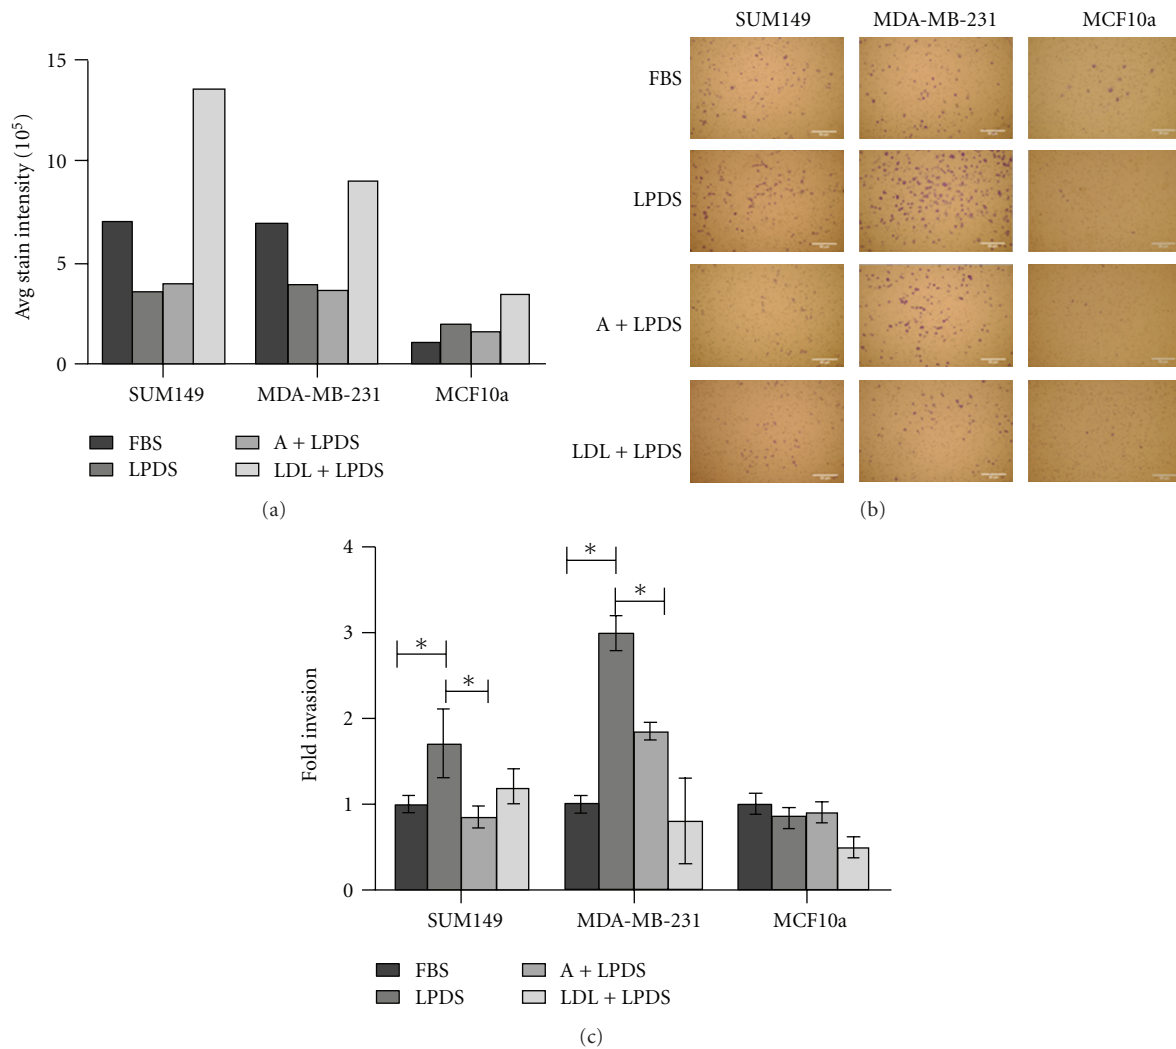 15
10
5
0
Avg stain intensity (10⁵)
SUM149
MDA-MB-231
MCF10a
FBS
LPDS
A + LPDS
LDL + LPDS
(a)
SUM149
MDA-MB-231
MCF10a
FBS
LPDS
A + LPDS
LDL + LPDS
(b)
4
3
2
1
0
Fold invasion
*
*
*
*
SUM149
MDA-MB-231
MCF10a
FBS
LPDS
A + LPDS
LDL + LPDS
(c)